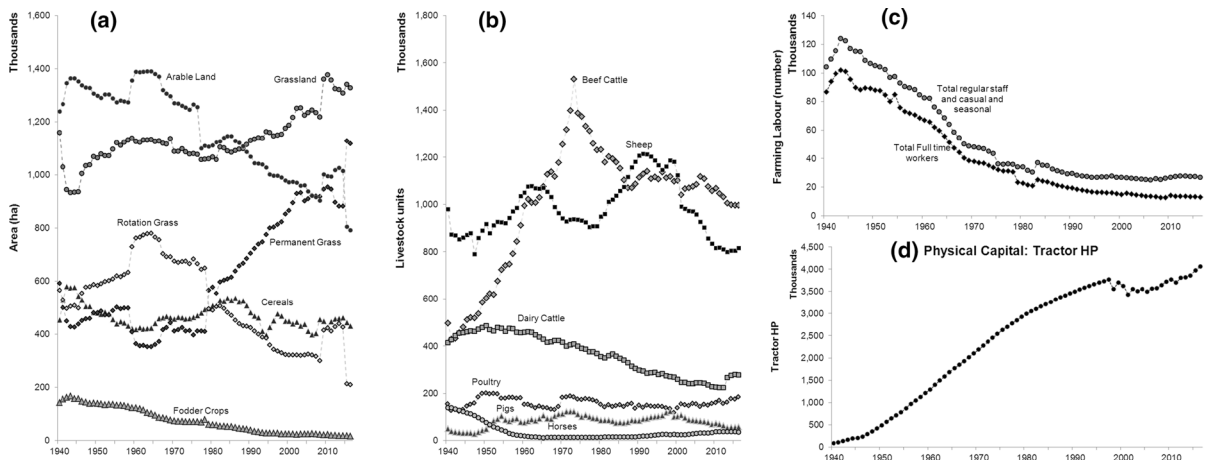 (a)
Thousands
Area (ha)
1,600
1,400
1,200
1,000
800
600
400
200
0
Arable Land
Grassland
Rotation Grass
Permanent Grass
Cereals
Fodder Crops
1940 1950 1960 1970 1980 1990 2000 2010
(b)
Thousands
Livestock units
1,800
1,600
1,400
1,200
1,000
800
600
400
200
0
Beef Cattle
Sheep
Dairy Cattle
Poultry
Pigs
Horses
1940 1950 1960 1970 1980 1990 2000 2010
(c)
Thousands
Farming Labour (number)
140
120
100
80
60
40
20
0
Total regular staff
and casual and
seasonal
Total Full time
workers
1940 1950 1960 1970 1980 1990 2000 2010
(d) Physical Capital: Tractor HP
Thousands
Tractor HP
4,500
4,000
3,500
3,000
2,500
2,000
1,500
1,000
500
0
1940 1950 1960 1970 1980 1990 2000 2010